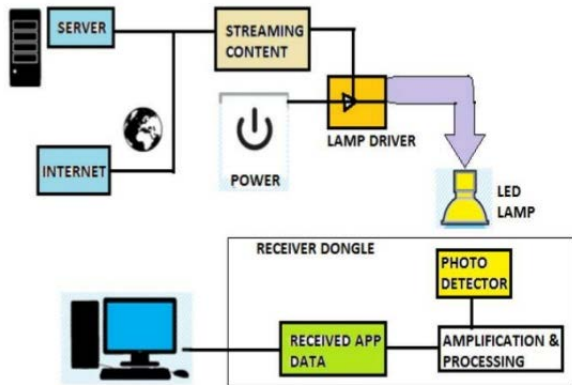 SERVER
STREAMING
CONTENT
INTERNET
POWER
LAMP DRIVER
LED
LAMP
RECEIVER DONGLE
PHOTO
DETECTOR
RECEIVED APP
DATA
AMPLIFICATION &
PROCESSING